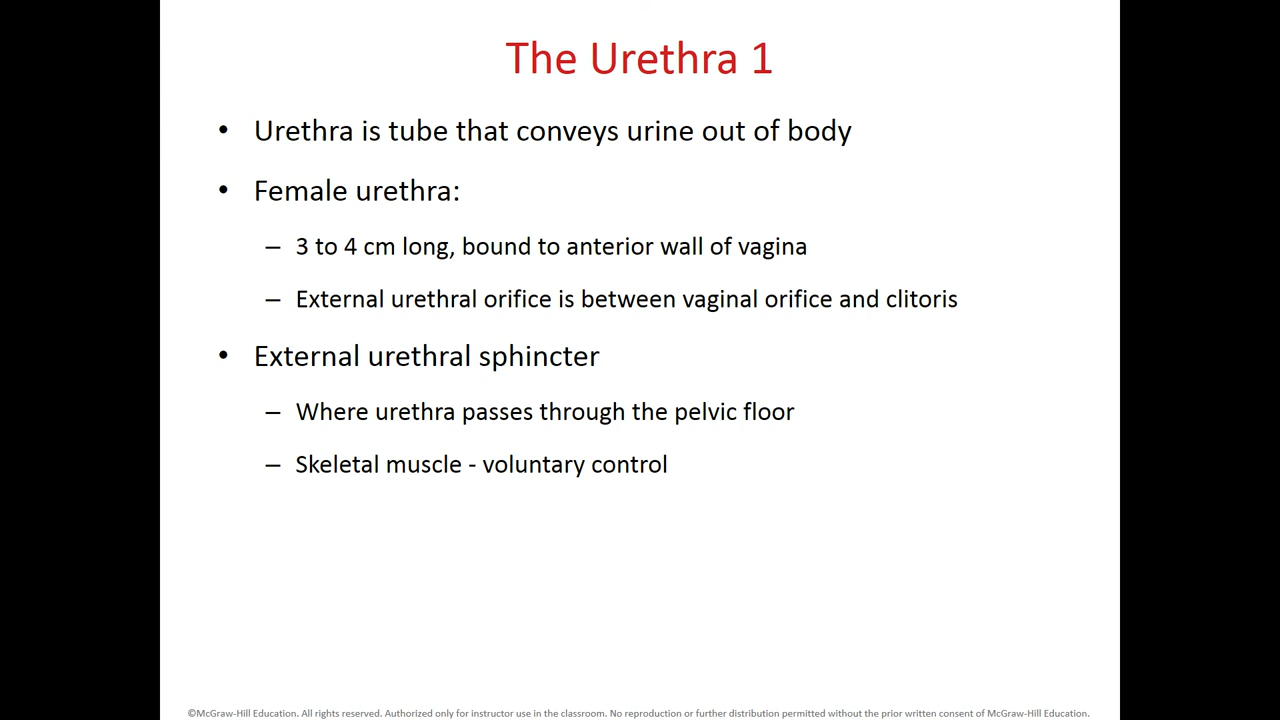 The Urethra 1
• Urethra is tube that conveys urine out of body
• Female urethra:
– 3 to 4 cm long, bound to anterior wall of vagina
– External urethral orifice is between vaginal orifice and clitoris
• External urethral sphincter
– Where urethra passes through the pelvic floor
– Skeletal muscle - voluntary control
©McGraw-Hill Education. All rights reserved. Authorized only for instructor use in the classroom. No reproduction or further distribution permitted without the prior written consent of McGraw-Hill Education.